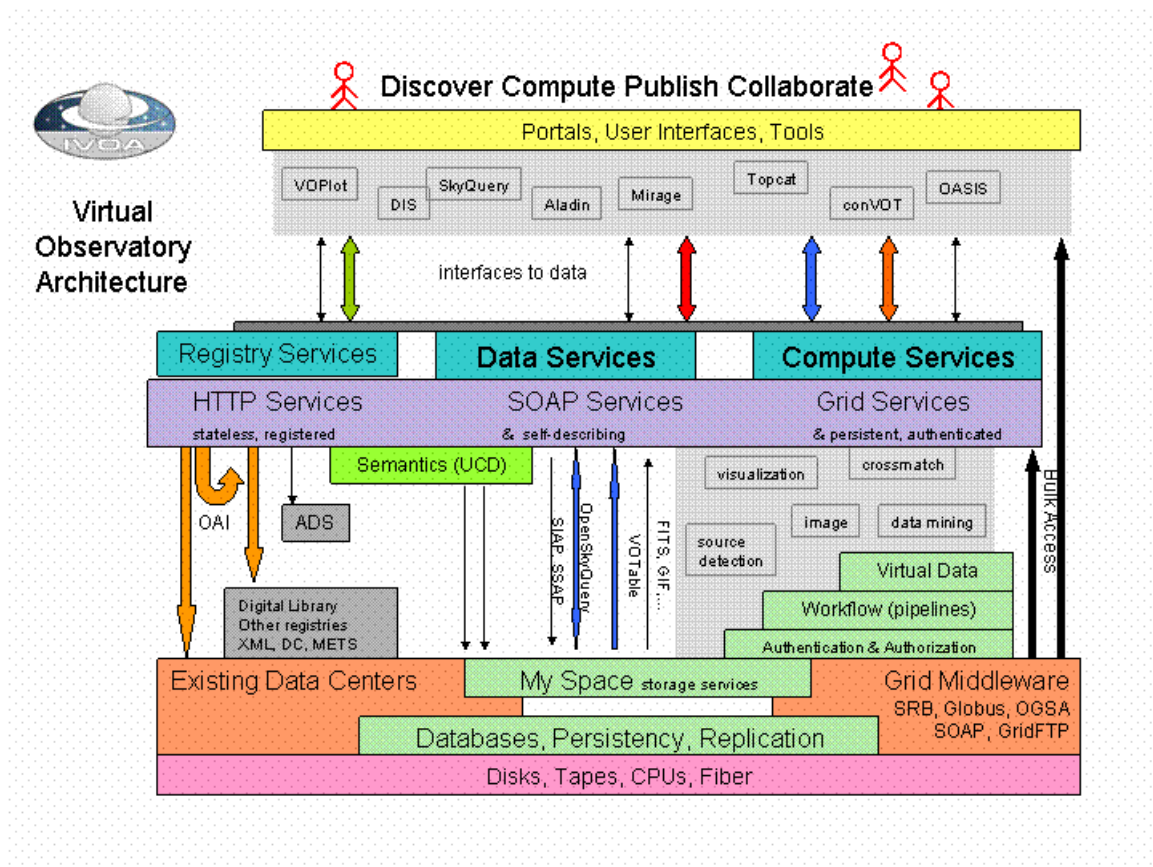 Discover Compute Publish Collaborate
IVOA
Portals, User Interfaces, Tools
VOPlot
DIS
SkyQuery
Aladin
Mirage
Topcat
conVOT
OASIS
Virtual
Observatory
Architecture
interfaces to data
Registry Services
Data Services
Compute Services
HTTP Services
SOAP Services
Grid Services
stateless, registered
& self-describing
& persistent, authenticated
Semantics (UCD)
visualization
crossmatch
OAI
ADS
SIAP, SSAP
OpenSkyQuery
VOTable
FITS, GIF,...
image
data mining
source
detection
Bulk Access
Virtual Data
Digital Library
Other registries
XML, DC, METS
Workflow (pipelines)
Authentication & Authorization
Existing Data Centers
My Space storage services
Grid Middleware
SRB, Globus, OGSA
SOAP, GridFTP
Databases, Persistency, Replication
Disks, Tapes, CPUs, Fiber